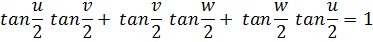 tan u/2 tan v/2 + tan v/2 tan w/2 + tan w/2 tan u/2 = 1